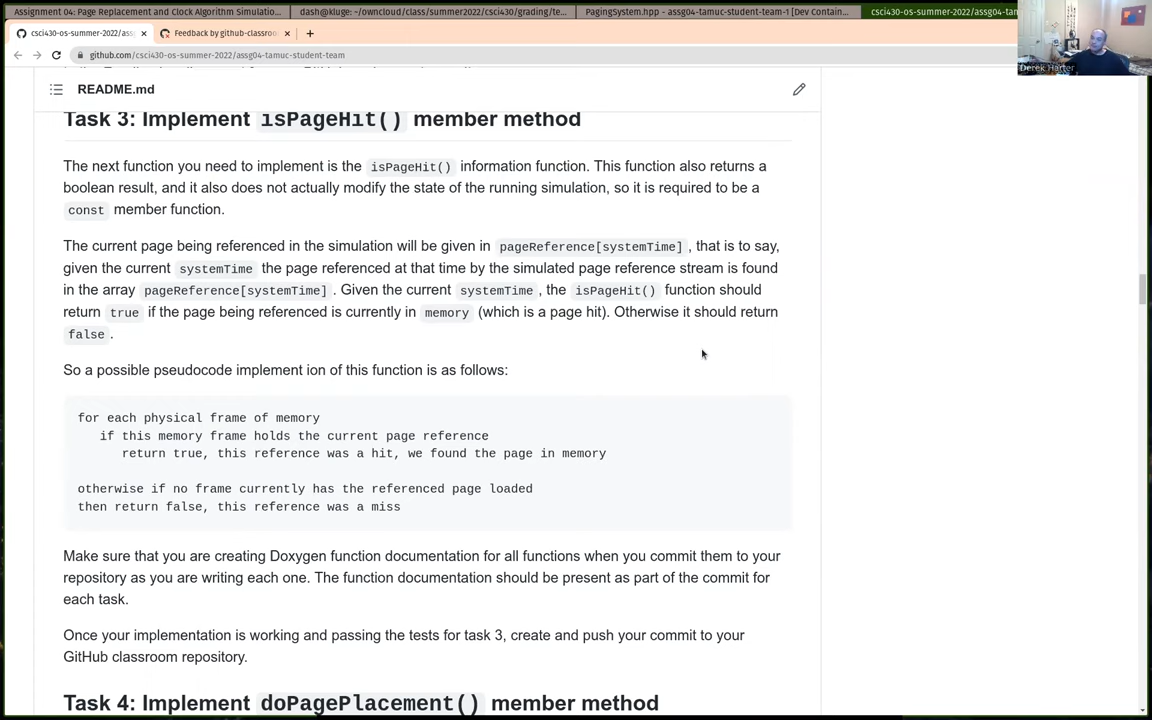 Assignment 04: Page Replacement and Clock Algorithm Simulatio...
dash@kluge: ~/owncloud/class/summer2022/csci430/grading/te...
PagingSystem.hpp - assg04-tamuc-student-team-1 [Dev Contain...
csci430-os-summer-2022/assg04-tam
csci430-os-summer-2022/ass
Feedback by github-classroo
github.com/csci430-os-summer-2022/assg04-tamuc-student-team
Derek Harter
README.md
Task 3: Implement isPageHit() member method
The next function you need to implement is the isPageHit() information function. This function also returns a
boolean result, and it also does not actually modify the state of the running simulation, so it is required to be a
const member function.
The current page being referenced in the simulation will be given in pageReference[systemTime] , that is to say,
given the current systemTime the page referenced at that time by the simulated page reference stream is found
in the array pageReference[systemTime] . Given the current systemTime , the isPageHit() function should
return true if the page being referenced is currently in memory (which is a page hit). Otherwise it should return
false .
So a possible pseudocode implement ion of this function is as follows:
for each physical frame of memory
if this memory frame holds the current page reference
return true, this reference was a hit, we found the page in memory
otherwise if no frame currently has the referenced page loaded
then return false, this reference was a miss
Make sure that you are creating Doxygen function documentation for all functions when you commit them to your
repository as you are writing each one. The function documentation should be present as part of the commit for
each task.
Once your implementation is working and passing the tests for task 3, create and push your commit to your
GitHub classroom repository.
Task 4: Implement doPagePlacement() member method